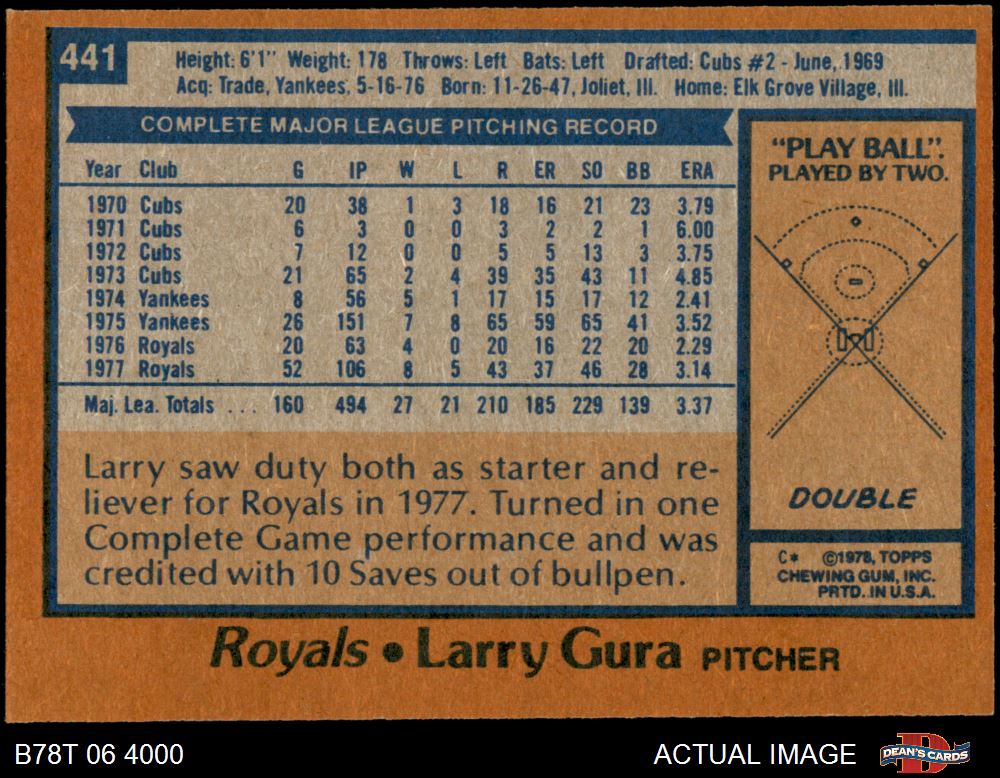 441
Height: 6'1" Weight: 178 Throws: Left Bats: Left Drafted: Cubs #2 - June, 1969
Acq: Trade, Yankees, 5-16-76 Born: 11-26-47, Joliet, Ill. Home: Elk Grove Village, Ill.
COMPLETE MAJOR LEAGUE PITCHING RECORD
Year Club G IP W L R ER SO BB ERA
1970 Cubs 20 38 1 3 18 16 21 23 3.79
1971 Cubs 6 3 0 0 3 2 2 1 6.00
1972 Cubs 7 12 0 0 5 5 13 3 3.75
1973 Cubs 21 65 2 4 39 35 43 11 4.85
1974 Yankees 8 56 5 1 17 15 17 12 2.41
1975 Yankees 26 151 7 8 65 59 65 41 3.52
1976 Royals 20 63 4 0 20 16 22 20 2.29
1977 Royals 52 106 8 5 43 37 46 28 3.14
Maj. Lea. Totals ... 160 494 27 21 210 185 229 139 3.37
Larry saw duty both as starter and re-
liever for Royals in 1977. Turned in one
Complete Game performance and was
credited with 10 Saves out of bullpen.
"PLAY BALL".
PLAYED BY TWO.
DOUBLE
C* ©1978, TOPPS
CHEWING GUM, INC.
PRTD. IN U.S.A.
Royals • Larry Gura PITCHER
B78T 06 4000
ACTUAL IMAGE
D
DEAN'S CARDS